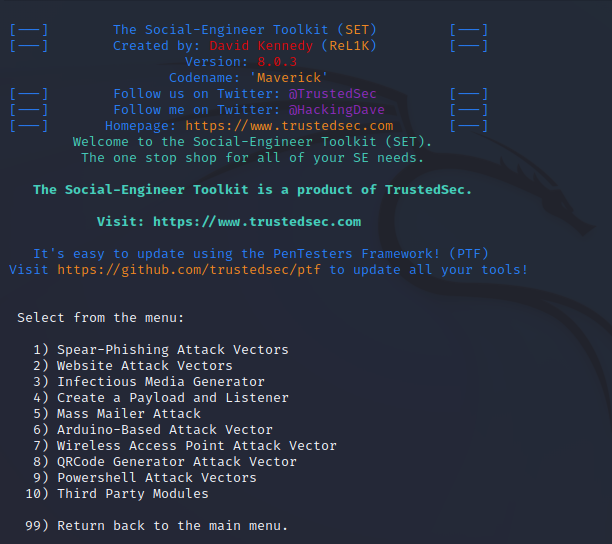 [---] The Social-Engineer Toolkit (SET) [---]
[---] Created by: David Kennedy (ReL1K) [---]
Version: 8.0.3
Codename: 'Maverick'
[---] Follow us on Twitter: @TrustedSec [---]
[---] Follow me on Twitter: @HackingDave [---]
[---] Homepage: https://www.trustedsec.com [---]
Welcome to the Social-Engineer Toolkit (SET).
The one stop shop for all of your SE needs.
The Social-Engineer Toolkit is a product of TrustedSec.
Visit: https://www.trustedsec.com
It's easy to update using the PenTesters Framework! (PTF)
Visit https://github.com/trustedsec/ptf to update all your tools!
Select from the menu:
1) Spear-Phishing Attack Vectors
2) Website Attack Vectors
3) Infectious Media Generator
4) Create a Payload and Listener
5) Mass Mailer Attack
6) Arduino-Based Attack Vector
7) Wireless Access Point Attack Vector
8) QRCode Generator Attack Vector
9) Powershell Attack Vectors
10) Third Party Modules
99) Return back to the main menu.